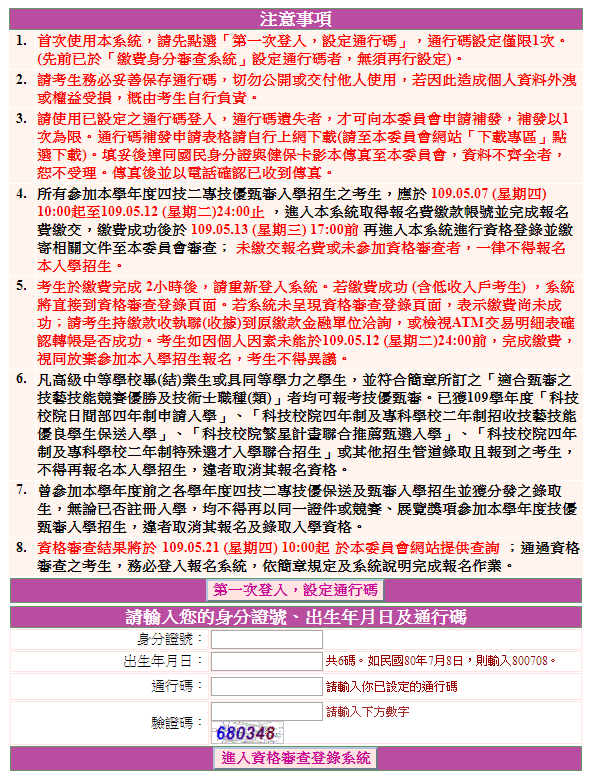 注意事項
1. 首次使用本系統，請先點選「第一次登入，設定通行碼」，通行碼設定僅限1次。
(先前已於「繳費身分審查系統」設定通行碼者，無須再行設定)。
2. 請考生務必妥善保存通行碼，切勿公開或交付他人使用，若因此造成個人資料外洩
或權益受損，概由考生自行負責。
3. 請使用已設定之通行碼登入，通行碼遺失者，才可向本委員會申請補發，補發以1
次為限。通行碼補發申請表格請自行上網下載(請至本委員會網站「下載專區」點
選下載)。填妥後連同國民身分證與健保卡影本傳真至本委員會，資料不齊全者，
恕不受理。傳真後並以電話確認已收到傳真。
4. 所有參加本學年度四技二專技優甄審入學招生之考生，應於 109.05.07 (星期四)
10:00起至109.05.12 (星期二)24:00止 ，進入本系統取得報名費繳款帳號並完成報名
費繳交，繳費成功後於 109.05.13 (星期三) 17:00前 再進入本系統進行資格登錄並繳
寄相關文件至本委員會審查； 未繳交報名費或未參加資格審查者，一律不得報名
本入學招生。
5. 考生於繳費完成 2小時後，請重新登入系統。若繳費成功 (含低收入戶考生) ，系統
將直接到資格審查登錄頁面。若系統未呈現資格審查登錄頁面，表示繳費尚未成
功；請考生持繳款收執聯(收據)到原繳款金融單位洽詢，或檢視ATM交易明細表確
認轉帳是否成功。考生如因個人因素未能於109.05.12 (星期二)24:00前，完成繳費，
視同放棄參加本入學招生報名，考生不得異議。
6. 凡高級中等學校畢(結)業生或具同等學力之學生，並符合簡章所訂之「適合甄審之
技藝技能競賽優勝及技術士職種(類)」者均可報考技優甄審。已獲109學年度「科技
校院日間部四年制申請入學」、「科技校院四年制及專科學校二年制招收技藝技能
優良學生保送入學」、「科技校院繁星計畫聯合推薦甄選入學」、「科技校院四年
制及專科學校二年制特殊選才入學聯合招生」或其他招生管道錄取且報到之考生，
不得再報名本入學招生，違者取消其報名資格。
7. 曾參加本學年度前之各學年度四技二專技優保送及甄審入學招生並獲分發之錄取
生，無論已否註冊入學，均不得再以同一證件或競賽、展覽獎項參加本學年度技優
甄審入學招生，違者取消其報名及錄取入學資格。
8. 資格審查結果將於 109.05.21 (星期四) 10:00起 於本委員會網站提供查詢 ；通過資格
審查之考生，務必登入報名系統，依簡章規定及系統說明完成報名作業。
第一次登入，設定通行碼
請輸入您的身分證號、出生年月日及通行碼
身分證號：
出生年月日： 共6碼。如民國80年7月8日，則輸入800708。
通行碼： 請輸入你已設定的通行碼
驗證碼： 請輸入下方數字
680348
進入資格審查登錄系統